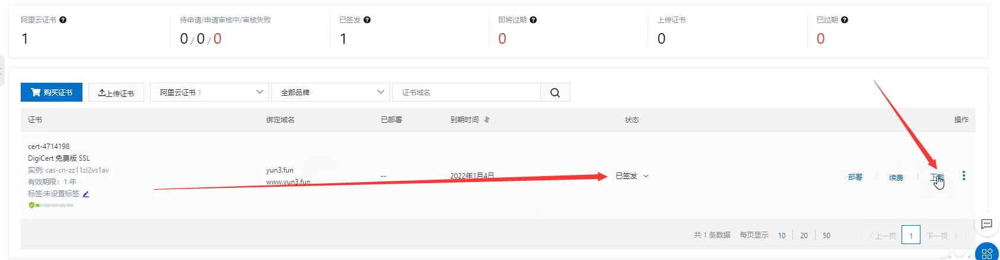 阿里云证书
待申请/申请审核中/审核失败
已签发
即将过期
上传证书
已过期
1
0/0/0
1
0
0
0
购买证书
上传证书
阿里云证书 1
全部品牌
证书域名
证书
绑定域名
已部署
到期时间
状态
操作
cert-4714198
DigiCert 免费版 SSL
实例: cas-cn-zz11zl2vs1av
有效期限：1 年
标签:未设置标签
yun3.fun
www.yun3.fun
--
2022年1月4日
已签发
部署
续费
下载
共 1 条数据
每页显示
10
20
50
上一页
1
下一页